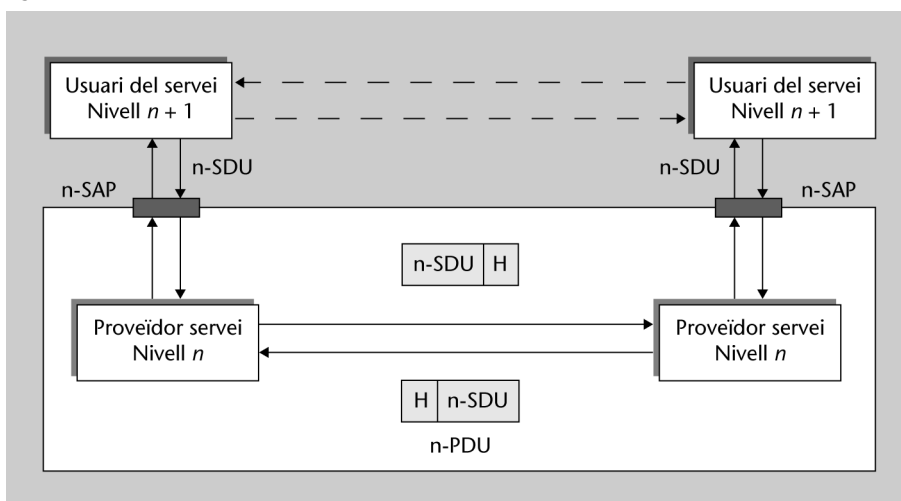 Usuari del servei
Nivell n + 1
Usuari del servei
Nivell n + 1
n-SDU
n-SDU
n-SAP
n-SAP
n-SDU H
Proveïdor servei
Nivell n
Proveïdor servei
Nivell n
H n-SDU
n-PDU